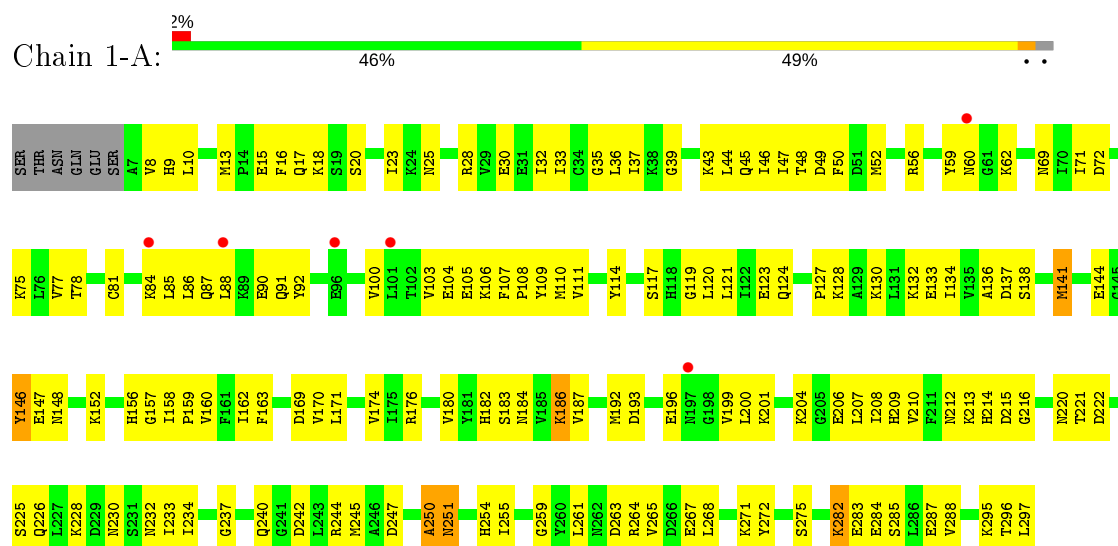 2%
Chain 1-A:
46% 49% • •
SER THR ASN GLN GLU SER A7 V8 H9 L10 M13 P14 E15 F16 Q17 K18 S19 S20 I23 K24 N25 R28 V29 E30 E31 I32 I33 C34 G35 L36 I37 K38 G39 K43 L44 Q45 I46 I47 T48 D49 F50 D51 M52 R56 Y59 N60 G61 K62 N69 I70 I71 D72
K75 L76 V77 T78 C81 K84 L85 L86 Q87 L88 K89 E90 Q91 Y92 E96 V100 L101 T102 V103 E104 E105 K106 F107 P108 Y109 M110 V111 Y114 S117 H118 G119 L120 L121 I122 E123 Q124 P127 K128 A129 K130 L131 K132 E133 I134 V135 A136 D137 S138 M141 E144 G145
Y146 E147 N148 K152 H156 G157 I158 P159 V160 F161 I162 F163 D169 V170 L171 V174 I175 R176 V180 Y181 H182 S183 N184 V185 K186 V187 M192 D193 E196 N197 G198 V199 L200 K201 K204 G205 E206 L207 I208 H209 V210 F211 N212 K213 H214 D215 G216 N220 T221 D222
S225 Q226 L227 K228 D229 N230 S231 N232 I233 I234 G237 Q240 G241 D242 L243 R244 M245 A246 D247 A250 N251 H254 I255 G259 Y260 L261 N262 D263 R264 V265 D266 E267 L268 K271 Y272 S275 K282 E283 E284 S285 L286 E287 V288 K295 T296 L297